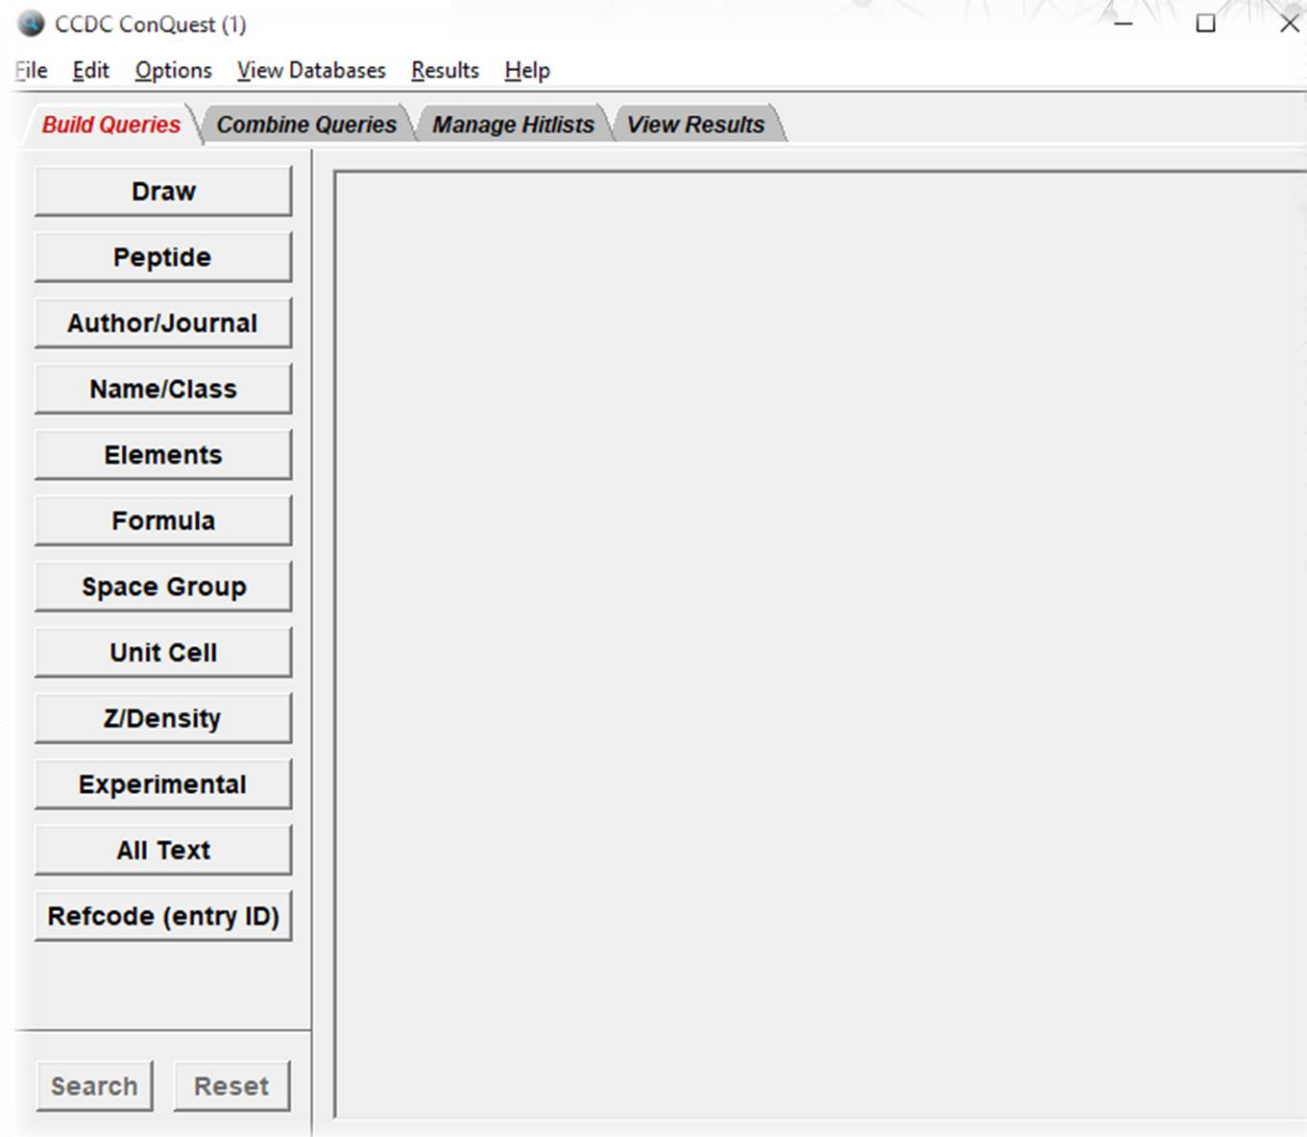 CCDC ConQuest (1)
File Edit Options View Databases Results Help
Build Queries Combine Queries Manage Hitlists View Results
Draw
Peptide
Author/Journal
Name/Class
Elements
Formula
Space Group
Unit Cell
Z/Density
Experimental
All Text
Refcode (entry ID)
Search Reset